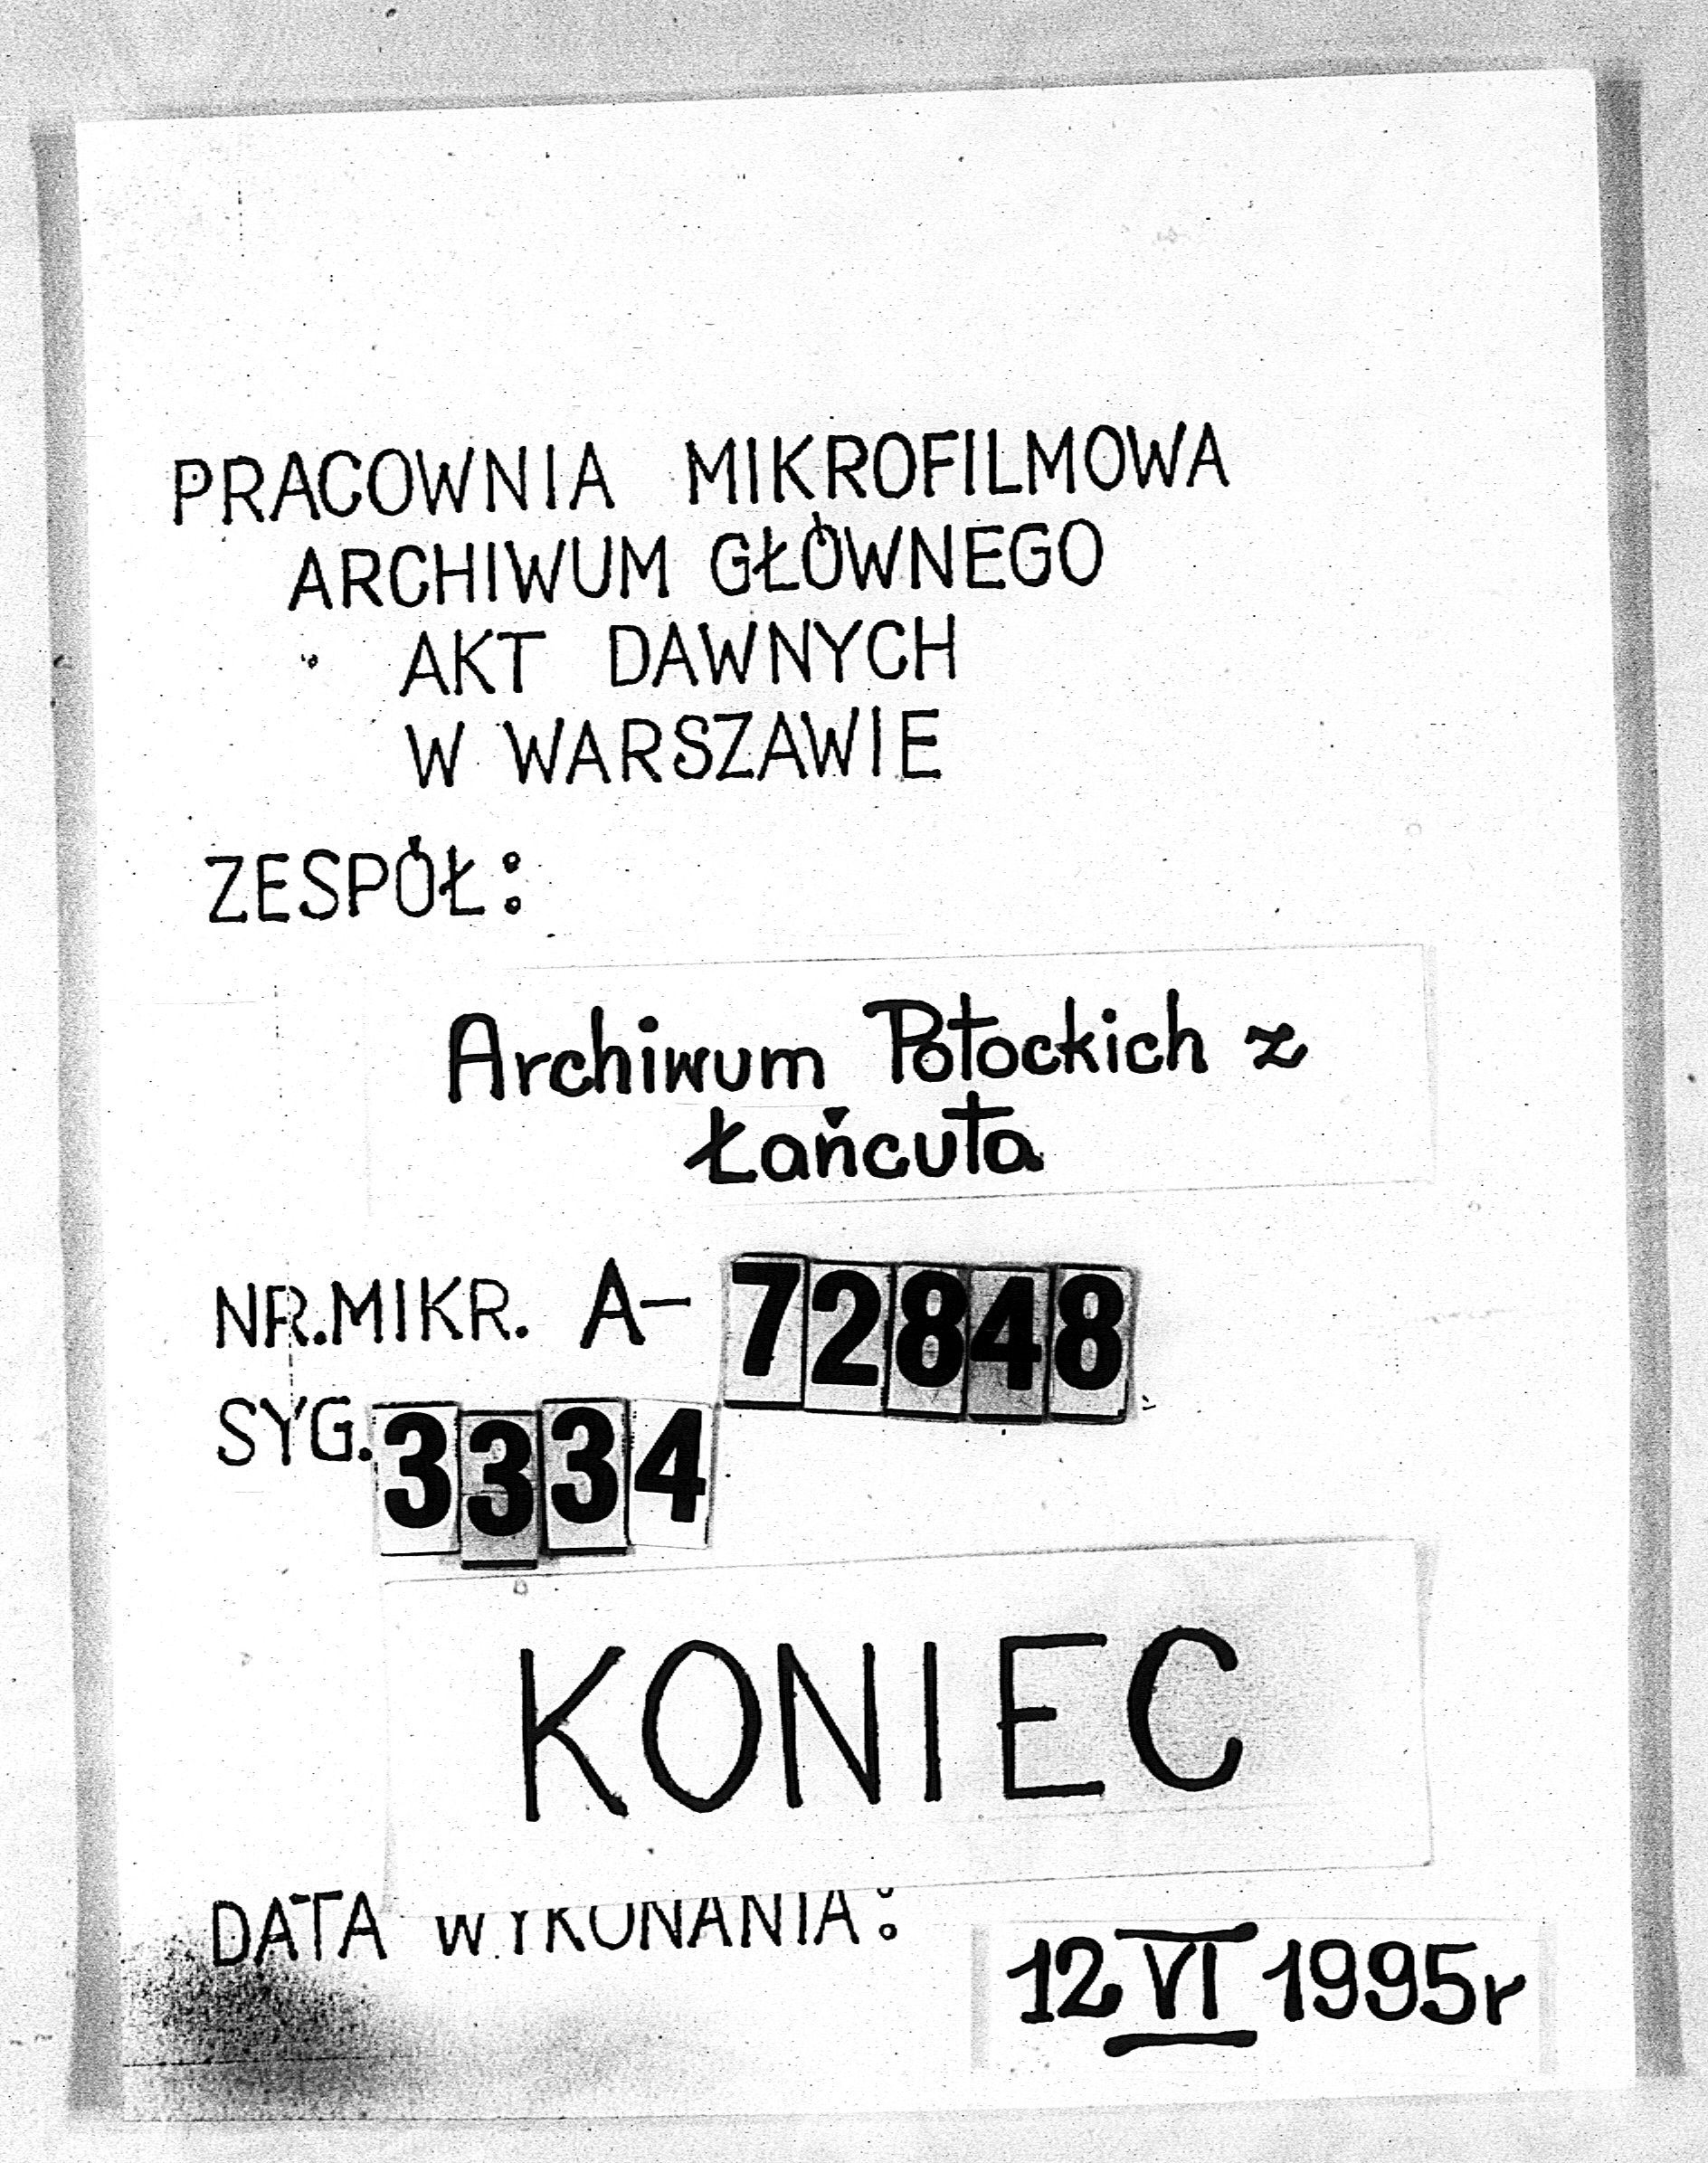 PRACOWNIA MIKROFILMOWA
ARCHIWUM GŁÓWNEGO
AKT DAWNYCH
W WARSZAWIE
ZESPÓŁ:
Archiwum Potockich z
Łańcuta
NR.MIKR. A- 72848
SYG. 3334
KONIEC
DATA WYKONANIA:
12 VI 1995r